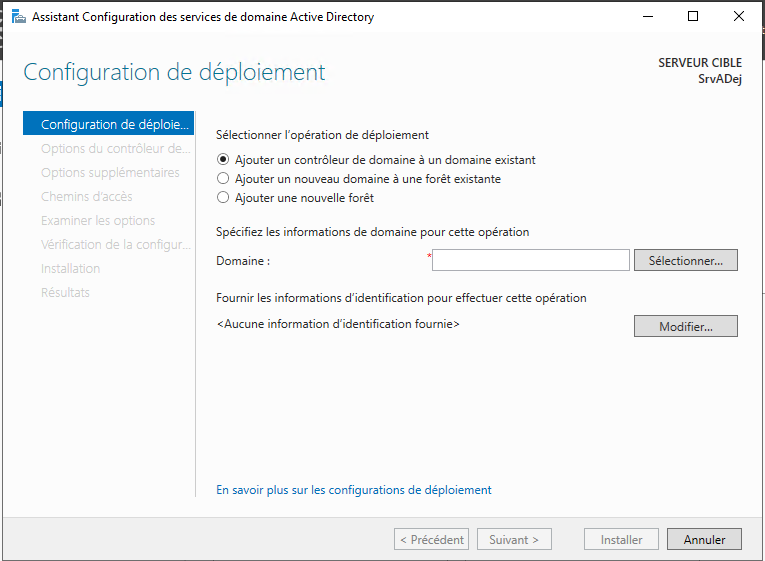 Assistant Configuration des services de domaine Active Directory
Configuration de déploiement
SERVEUR CIBLE
SrvADej
Configuration de déploie...
Options du contrôleur de...
Options supplémentaires
Chemins d'accès
Examiner les options
Vérification de la configur...
Installation
Résultats
Sélectionner l'opération de déploiement
Ajouter un contrôleur de domaine à un domaine existant
Ajouter un nouveau domaine à une forêt existante
Ajouter une nouvelle forêt
Spécifiez les informations de domaine pour cette opération
Domaine :
*
Sélectionner...
Fournir les informations d'identification pour effectuer cette opération
<Aucune information d'identification fournie>
Modifier...
En savoir plus sur les configurations de déploiement
< Précédent
Suivant >
Installer
Annuler